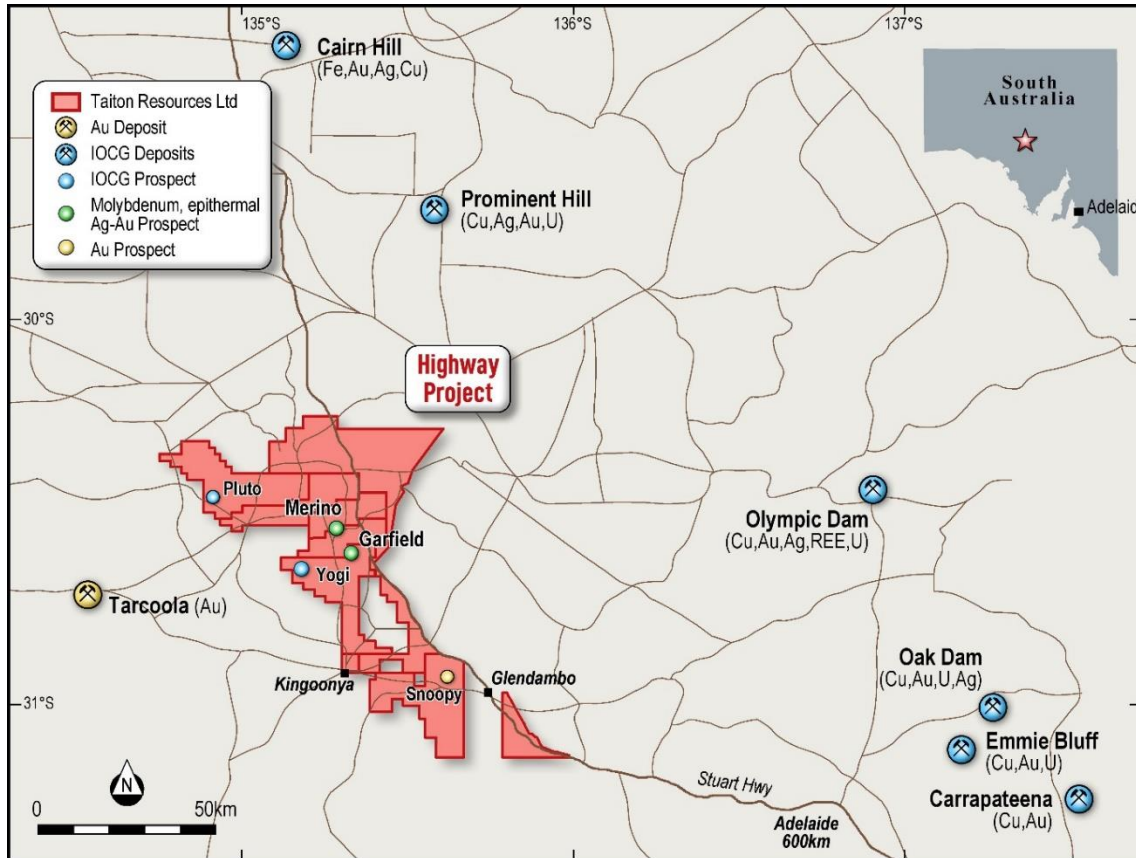 135°S
136°S
137°S
Cairn Hill
(Fe,Au,Ag,Cu)
Taiton Resources Ltd
Au Deposit
IOCG Deposits
IOCG Prospect
Molybdenum, epithermal
Ag-Au Prospect
Au Prospect
South
Australia
Adelaid
Prominent Hill
(Cu,Ag,Au,U)
30°S
Highway
Project
Pluto
Merino
Garfield
Yogi
Olympic Dam
(Cu,Au,Ag,REE,U)
Tarcoola (Au)
Kingoonya
Snoopy
Glendambo
Oak Dam
(Cu,Au,U,Ag)
31°S
Emmie Bluff
(Cu,Au,U)
Carrapateena
(Cu,Au)
Stuart Hwy
Adelaide
600km
N
0
50km